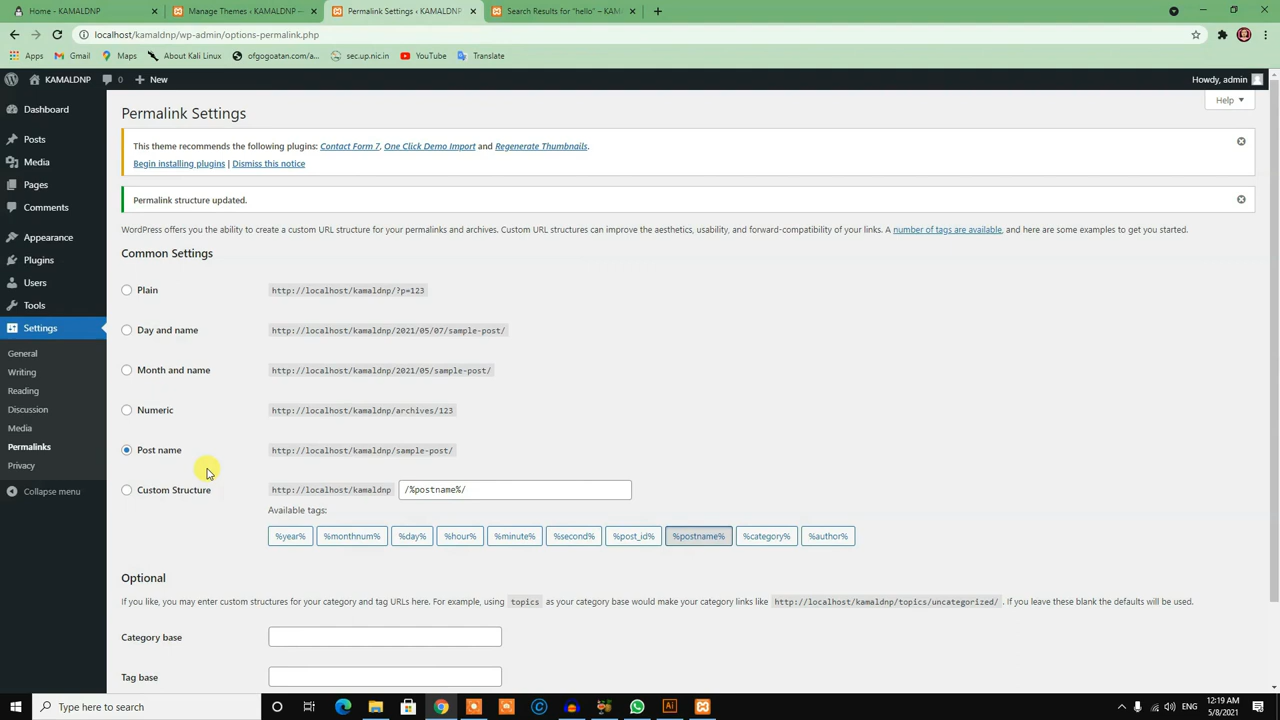 Home - KAMALDNP
Manage Themes ‹ KAMALDNP —
Permalink Settings ‹ KAMALDNP
Search Results for “hello” – KAM
localhost/kamaldnp/wp-admin/options-permalink.php
Apps
Gmail
Maps
About Kali Linux
ofgogoatan.com/a...
sec.up.nic.in
YouTube
Translate
KAMALDNP
0
New
Howdy, admin
Dashboard
Posts
Media
Pages
Comments
Appearance
Plugins
Users
Tools
Settings
General
Writing
Reading
Discussion
Media
Permalinks
Privacy
Collapse menu
Help
Permalink Settings
This theme recommends the following plugins: Contact Form 7, One Click Demo Import and Regenerate Thumbnails.
Begin installing plugins | Dismiss this notice
Permalink structure updated.
WordPress offers you the ability to create a custom URL structure for your permalinks and archives. Custom URL structures can improve the aesthetics, usability, and forward-compatibility of your links. A number of tags are available, and here are some examples to get you started.
Common Settings
Plain http://localhost/kamaldnp/?p=123
Day and name http://localhost/kamaldnp/2021/05/07/sample-post/
Month and name http://localhost/kamaldnp/2021/05/sample-post/
Numeric http://localhost/kamaldnp/archives/123
Post name http://localhost/kamaldnp/sample-post/
Custom Structure http://localhost/kamaldnp /%postname%/
Available tags:
%year% %monthnum% %day% %hour% %minute% %second% %post_id% %postname% %category% %author%
Optional
If you like, you may enter custom structures for your category and tag URLs here. For example, using topics as your category base would make your category links like http://localhost/kamaldnp/topics/uncategorized/ . If you leave these blank the defaults will be used.
Category base
Tag base
Type here to search
ENG
12:19 AM
5/8/2021